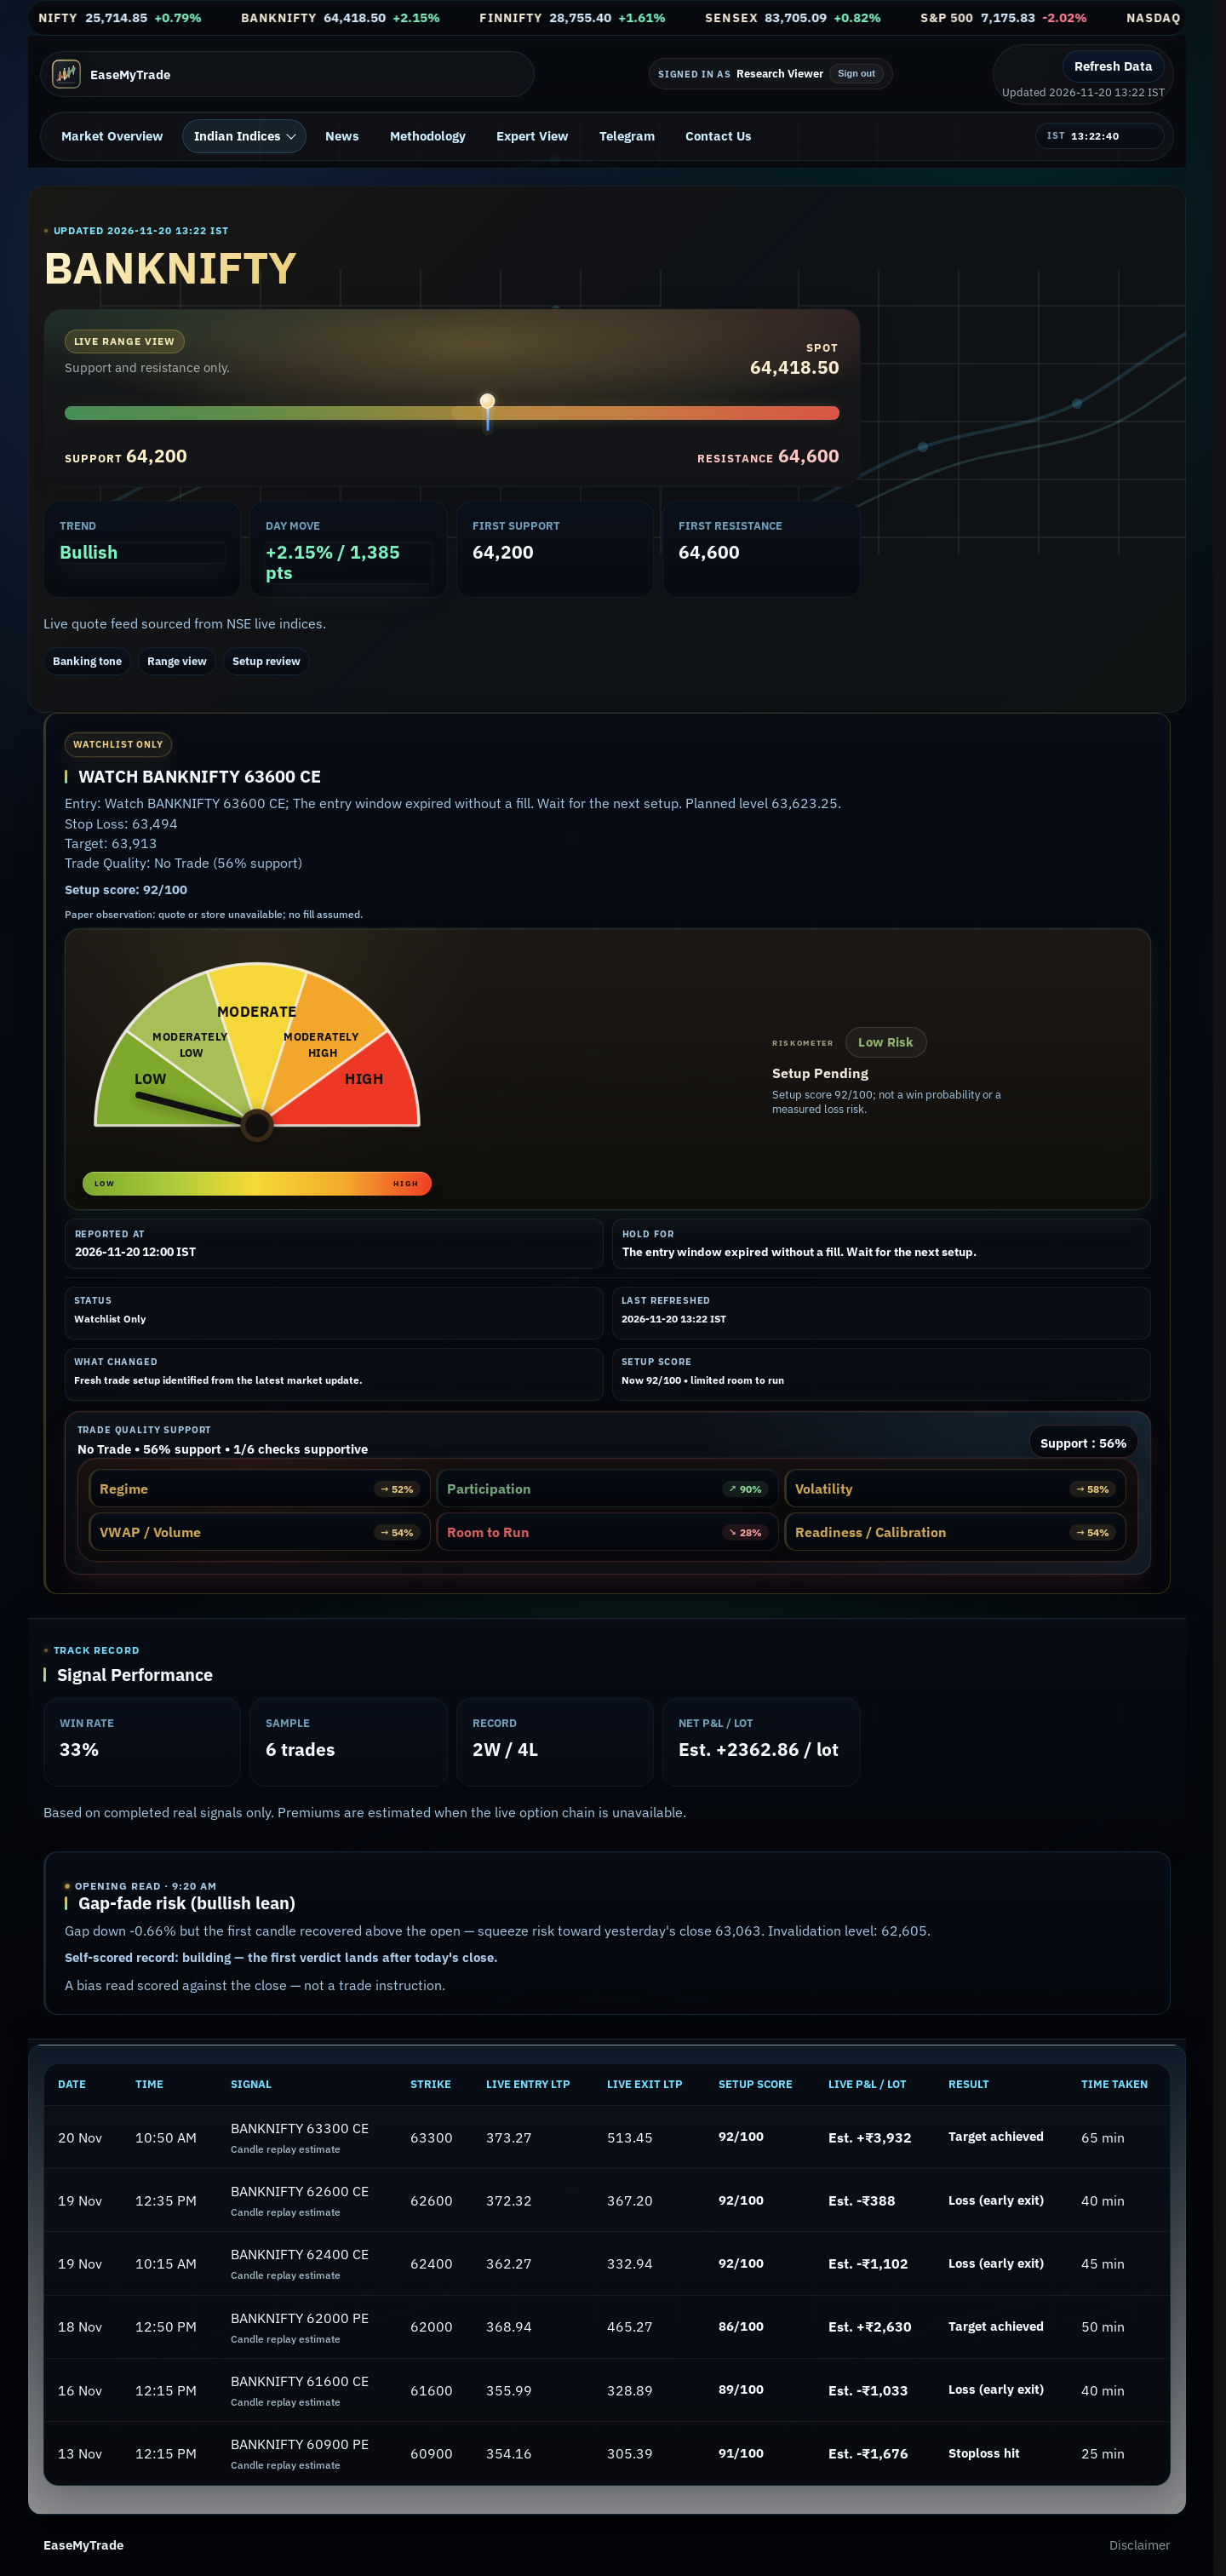 NIFTY 25,714.85 +0.79% BANKNIFTY 64,418.50 +2.15% FINNIFTY 28,755.40 +1.61% SENSEX 83,705.09 +0.82% S&P 500 7,175.83 -2.02% NASDAQ
EaseMyTrade
SIGNED IN AS Research Viewer Sign out
Refresh Data
Updated 2026-11-20 13:22 IST
Market Overview Indian Indices News Methodology Expert View Telegram Contact Us IST 13:22:40
UPDATED 2026-11-20 13:22 IST
BANKNIFTY
LIVE RANGE VIEW
Support and resistance only.
SPOT
64,418.50
SUPPORT 64,200 RESISTANCE 64,600
TREND
Bullish
DAY MOVE
+2.15% / 1,385
pts
FIRST SUPPORT
64,200
FIRST RESISTANCE
64,600
Live quote feed sourced from NSE live indices.
Banking tone Range view Setup review
WATCHLIST ONLY
WATCH BANKNIFTY 63600 CE
Entry: Watch BANKNIFTY 63600 CE; The entry window expired without a fill. Wait for the next setup. Planned level 63,623.25.
Stop Loss: 63,494
Target: 63,913
Trade Quality: No Trade (56% support)
Setup score: 92/100
Paper observation: quote or store unavailable; no fill assumed.
MODERATE
MODERATELY
LOW
MODERATELY
HIGH
LOW
HIGH
LOW HIGH
RISKOMETER Low Risk
Setup Pending
Setup score 92/100; not a win probability or a
measured loss risk.
REPORTED AT
2026-11-20 12:00 IST
HOLD FOR
The entry window expired without a fill. Wait for the next setup.
STATUS
Watchlist Only
LAST REFRESHED
2026-11-20 13:22 IST
WHAT CHANGED
Fresh trade setup identified from the latest market update.
SETUP SCORE
Now 92/100 • limited room to run
TRADE QUALITY SUPPORT
No Trade • 56% support • 1/6 checks supportive
Support : 56%
Regime → 52%
Participation ↗ 90%
Volatility → 58%
VWAP / Volume → 54%
Room to Run ↘ 28%
Readiness / Calibration → 54%
TRACK RECORD
Signal Performance
WIN RATE
33%
SAMPLE
6 trades
RECORD
2W / 4L
NET P&L / LOT
Est. +2362.86 / lot
Based on completed real signals only. Premiums are estimated when the live option chain is unavailable.
OPENING READ · 9:20 AM
Gap-fade risk (bullish lean)
Gap down -0.66% but the first candle recovered above the open — squeeze risk toward yesterday's close 63,063. Invalidation level: 62,605.
Self-scored record: building — the first verdict lands after today's close.
A bias read scored against the close — not a trade instruction.
DATE TIME SIGNAL STRIKE LIVE ENTRY LTP LIVE EXIT LTP SETUP SCORE LIVE P&L / LOT RESULT TIME TAKEN
20 Nov 10:50 AM BANKNIFTY 63300 CE 63300 373.27 513.45 92/100 Est. +₹3,932 Target achieved 65 min
Candle replay estimate
19 Nov 12:35 PM BANKNIFTY 62600 CE 62600 372.32 367.20 92/100 Est. -₹388 Loss (early exit) 40 min
Candle replay estimate
19 Nov 10:15 AM BANKNIFTY 62400 CE 62400 362.27 332.94 92/100 Est. -₹1,102 Loss (early exit) 45 min
Candle replay estimate
18 Nov 12:50 PM BANKNIFTY 62000 PE 62000 368.94 465.27 86/100 Est. +₹2,630 Target achieved 50 min
Candle replay estimate
16 Nov 12:15 PM BANKNIFTY 61600 CE 61600 355.99 328.89 89/100 Est. -₹1,033 Loss (early exit) 40 min
Candle replay estimate
13 Nov 12:15 PM BANKNIFTY 60900 PE 60900 354.16 305.39 91/100 Est. -₹1,676 Stoploss hit 25 min
Candle replay estimate
EaseMyTrade Disclaimer